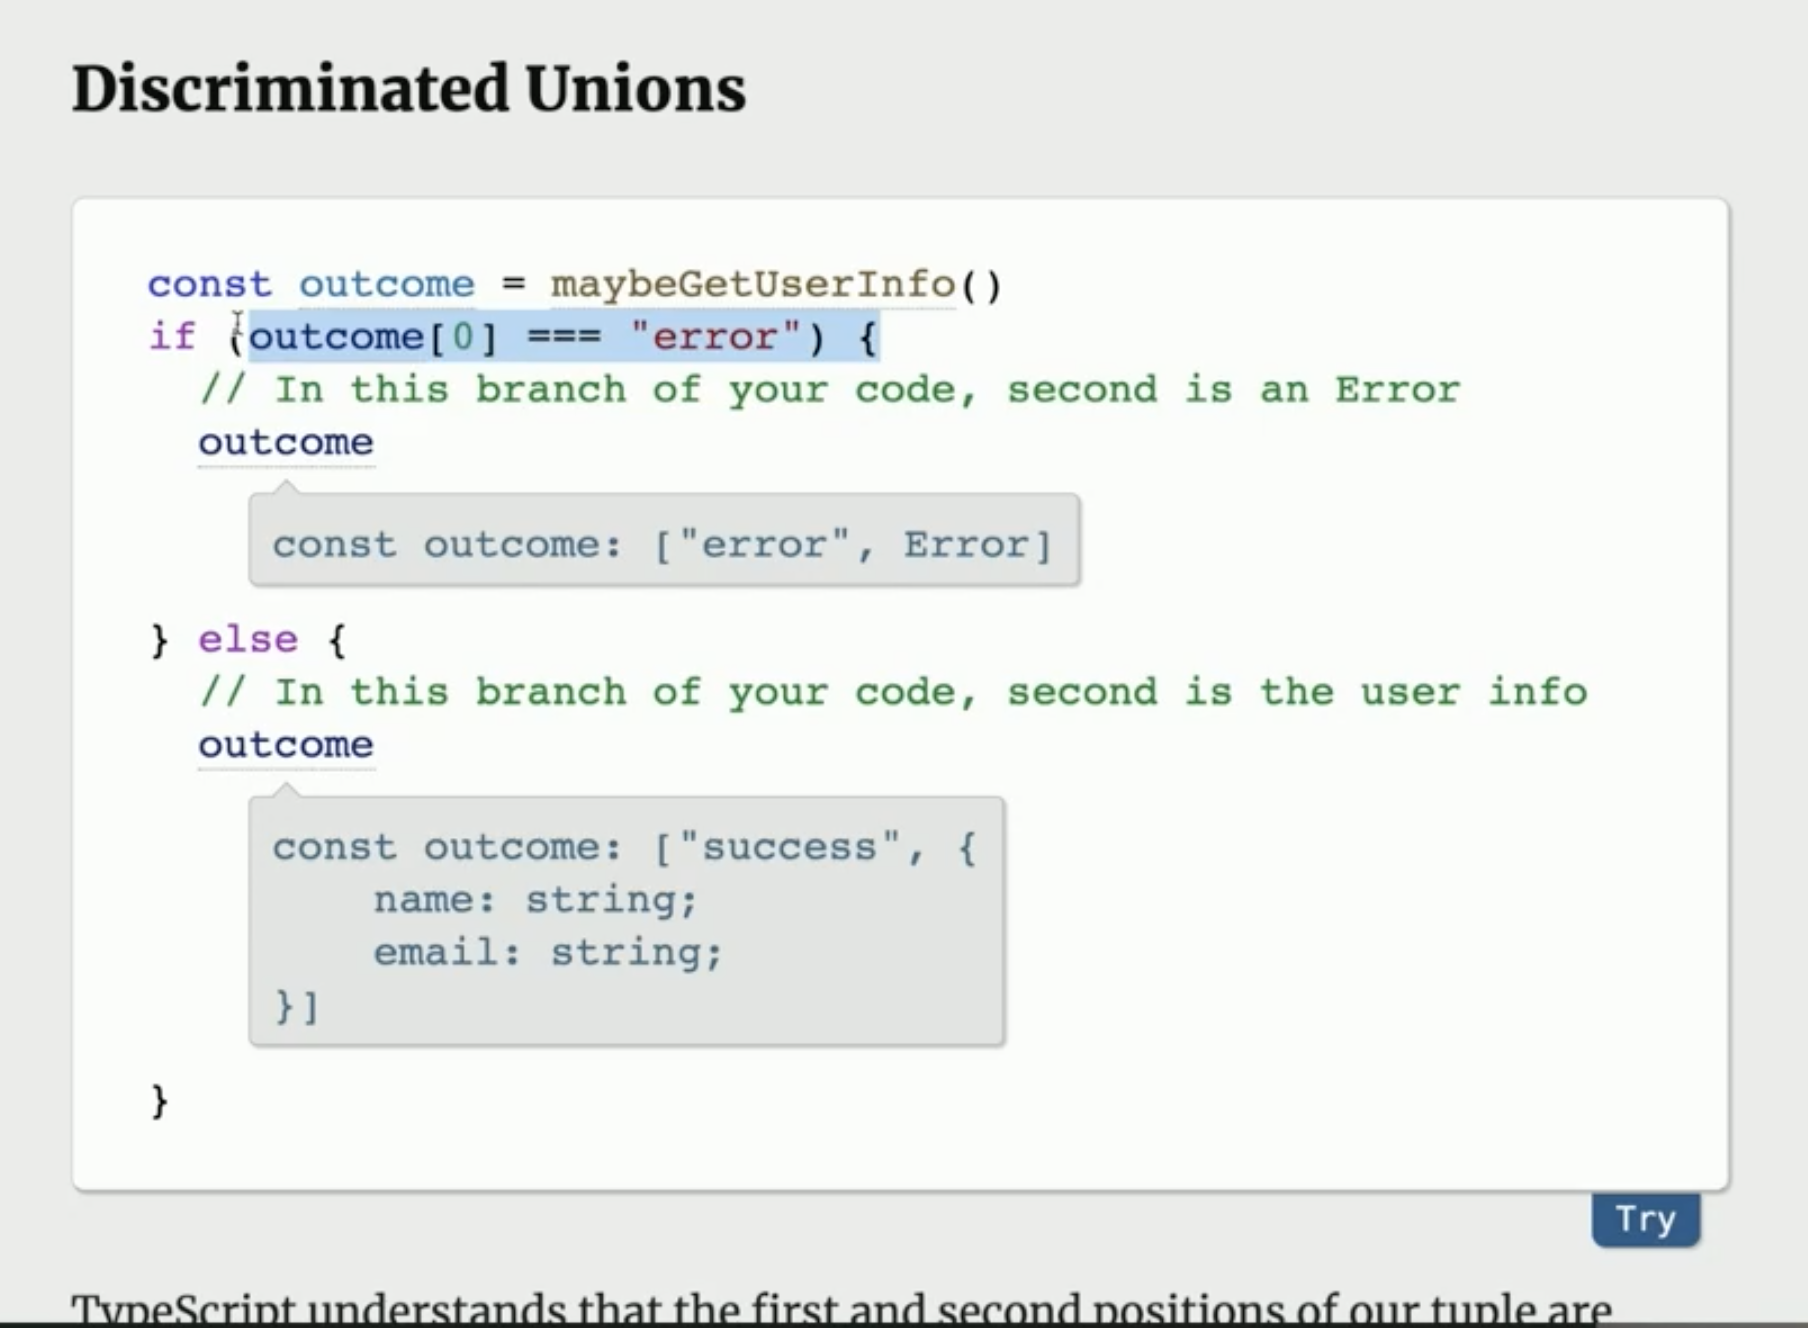 Discriminated Unions
const outcome = maybeGetUserInfo()
if (outcome[0] === "error") {
// In this branch of your code, second is an Error
outcome
const outcome: ["error", Error]
} else {
// In this branch of your code, second is the user info
outcome
const outcome: ["success", {
name: string;
email: string;
}]
}
Try
TypeScript understands that the first and second positions of our tuple are